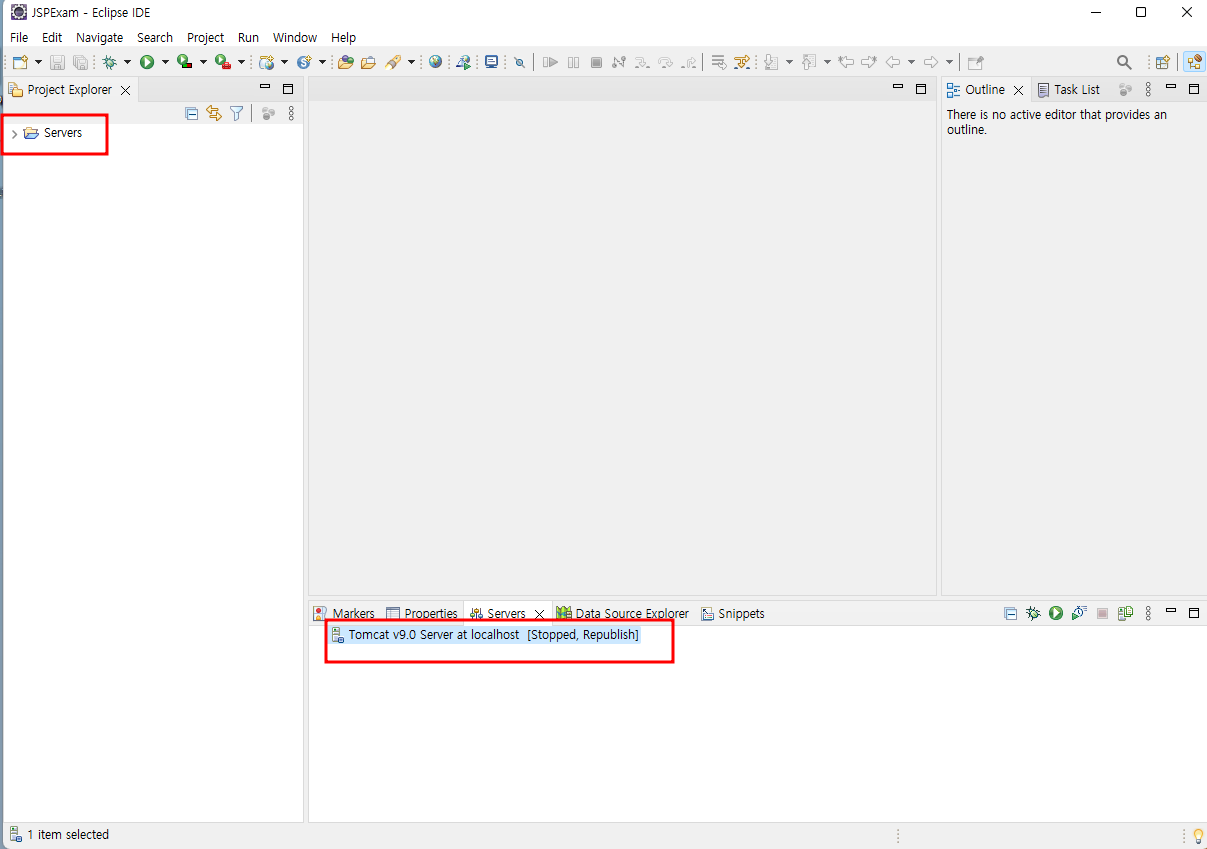 JSPExam - Eclipse IDE
File Edit Navigate Search Project Run Window Help
Project Explorer
Servers
Outline
Task List
There is no active editor that provides an
outline.
Markers
Properties
Servers
Data Source Explorer
Snippets
Tomcat v9.0 Server at localhost [Stopped, Republish]
1 item selected